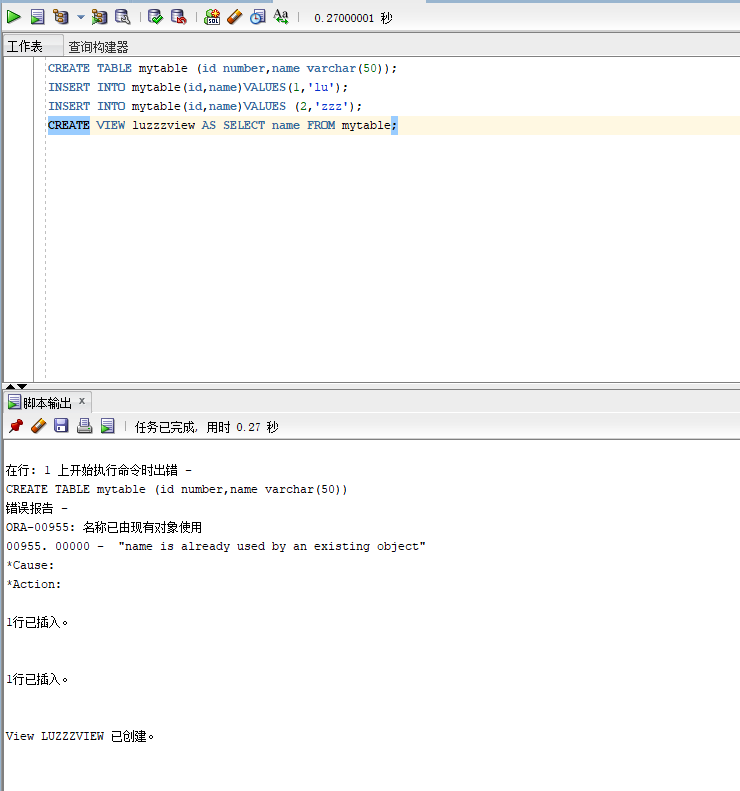 0.27000001 秒
工作表 查询构建器
CREATE TABLE mytable (id number,name varchar(50));
INSERT INTO mytable(id,name)VALUES(1,'lu');
INSERT INTO mytable(id,name)VALUES (2,'zzz');
CREATE VIEW luzzzview AS SELECT name FROM mytable;
脚本输出 x
任务已完成, 用时 0.27 秒
在行: 1 上开始执行命令时出错 -
CREATE TABLE mytable (id number,name varchar(50))
错误报告 -
ORA-00955: 名称已由现有对象使用
00955. 00000 -  "name is already used by an existing object"
*Cause:
*Action:
1行已插入。
1行已插入。
View LUZZZVIEW 已创建。